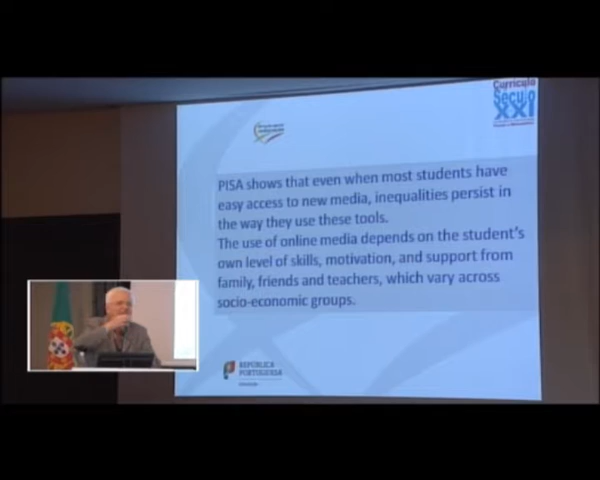 Currículo
Século
XXI
PISA shows that even when most students have
easy access to new media, inequalities persist in
the way they use these tools.
The use of online media depends on the student's
own level of skills, motivation, and support from
family, friends and teachers, which vary across
socio-economic groups.
REPÚBLICA
PORTUGUESA